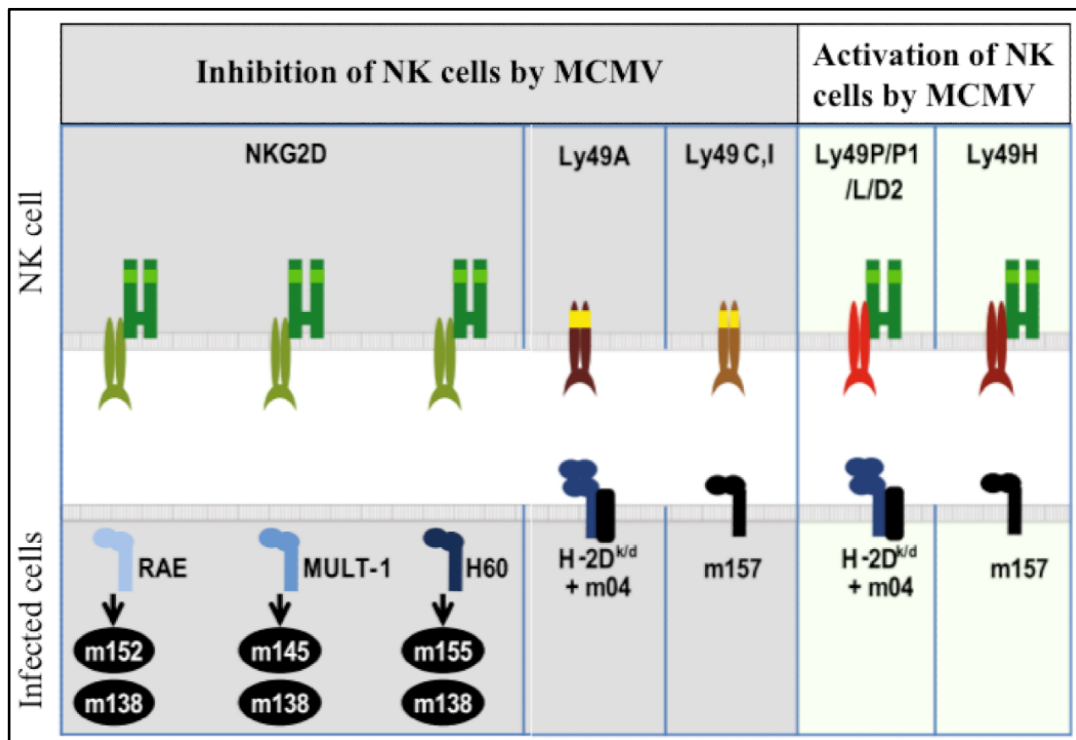 Inhibition of NK cells by MCMV
Activation of NK
cells by MCMV
NK cell
NKG2D
Ly49A
Ly49 C,I
Ly49P/P1
/L/D2
Ly49H
Infected cells
RAE
MULT-1
H60
H-2Dk/d
+ m04
m157
H-2Dk/d
+ m04
m157
m152
m145
m155
m138
m138
m138